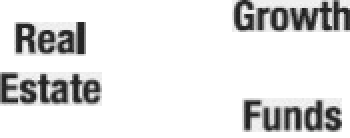 Real
Estate
Growth
Funds